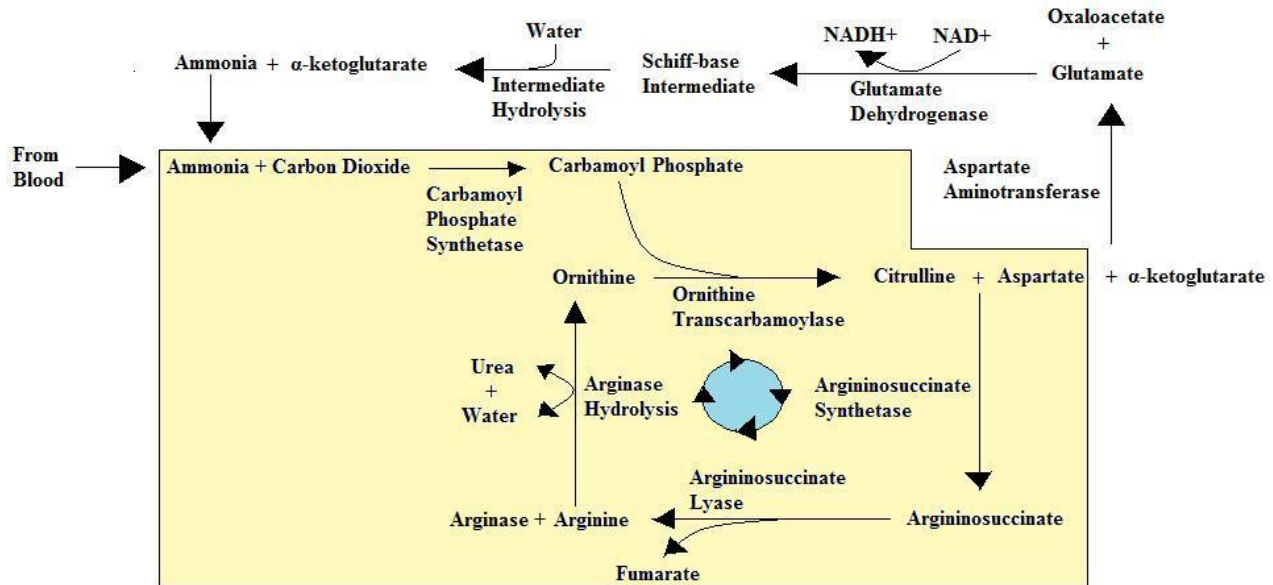 Oxaloacetate
+
Glutamate
NADH+
NAD+
Glutamate
Dehydrogenase
Schiff-base
Intermediate
Water
Intermediate
Hydrolysis
Ammonia + α-ketoglutarate
From
Blood
Ammonia + Carbon Dioxide
Carbamoyl
Phosphate
Synthetase
Carbamoyl Phosphate
Aspartate
Aminotransferase
Ornithine
Ornithine
Transcarbamoylase
Citrulline + Aspartate + α-ketoglutarate
Urea
+
Water
Arginase
Hydrolysis
Argininosuccinate
Synthetase
Argininosuccinate
Lyase
Arginase + Arginine
Argininosuccinate
Fumarate